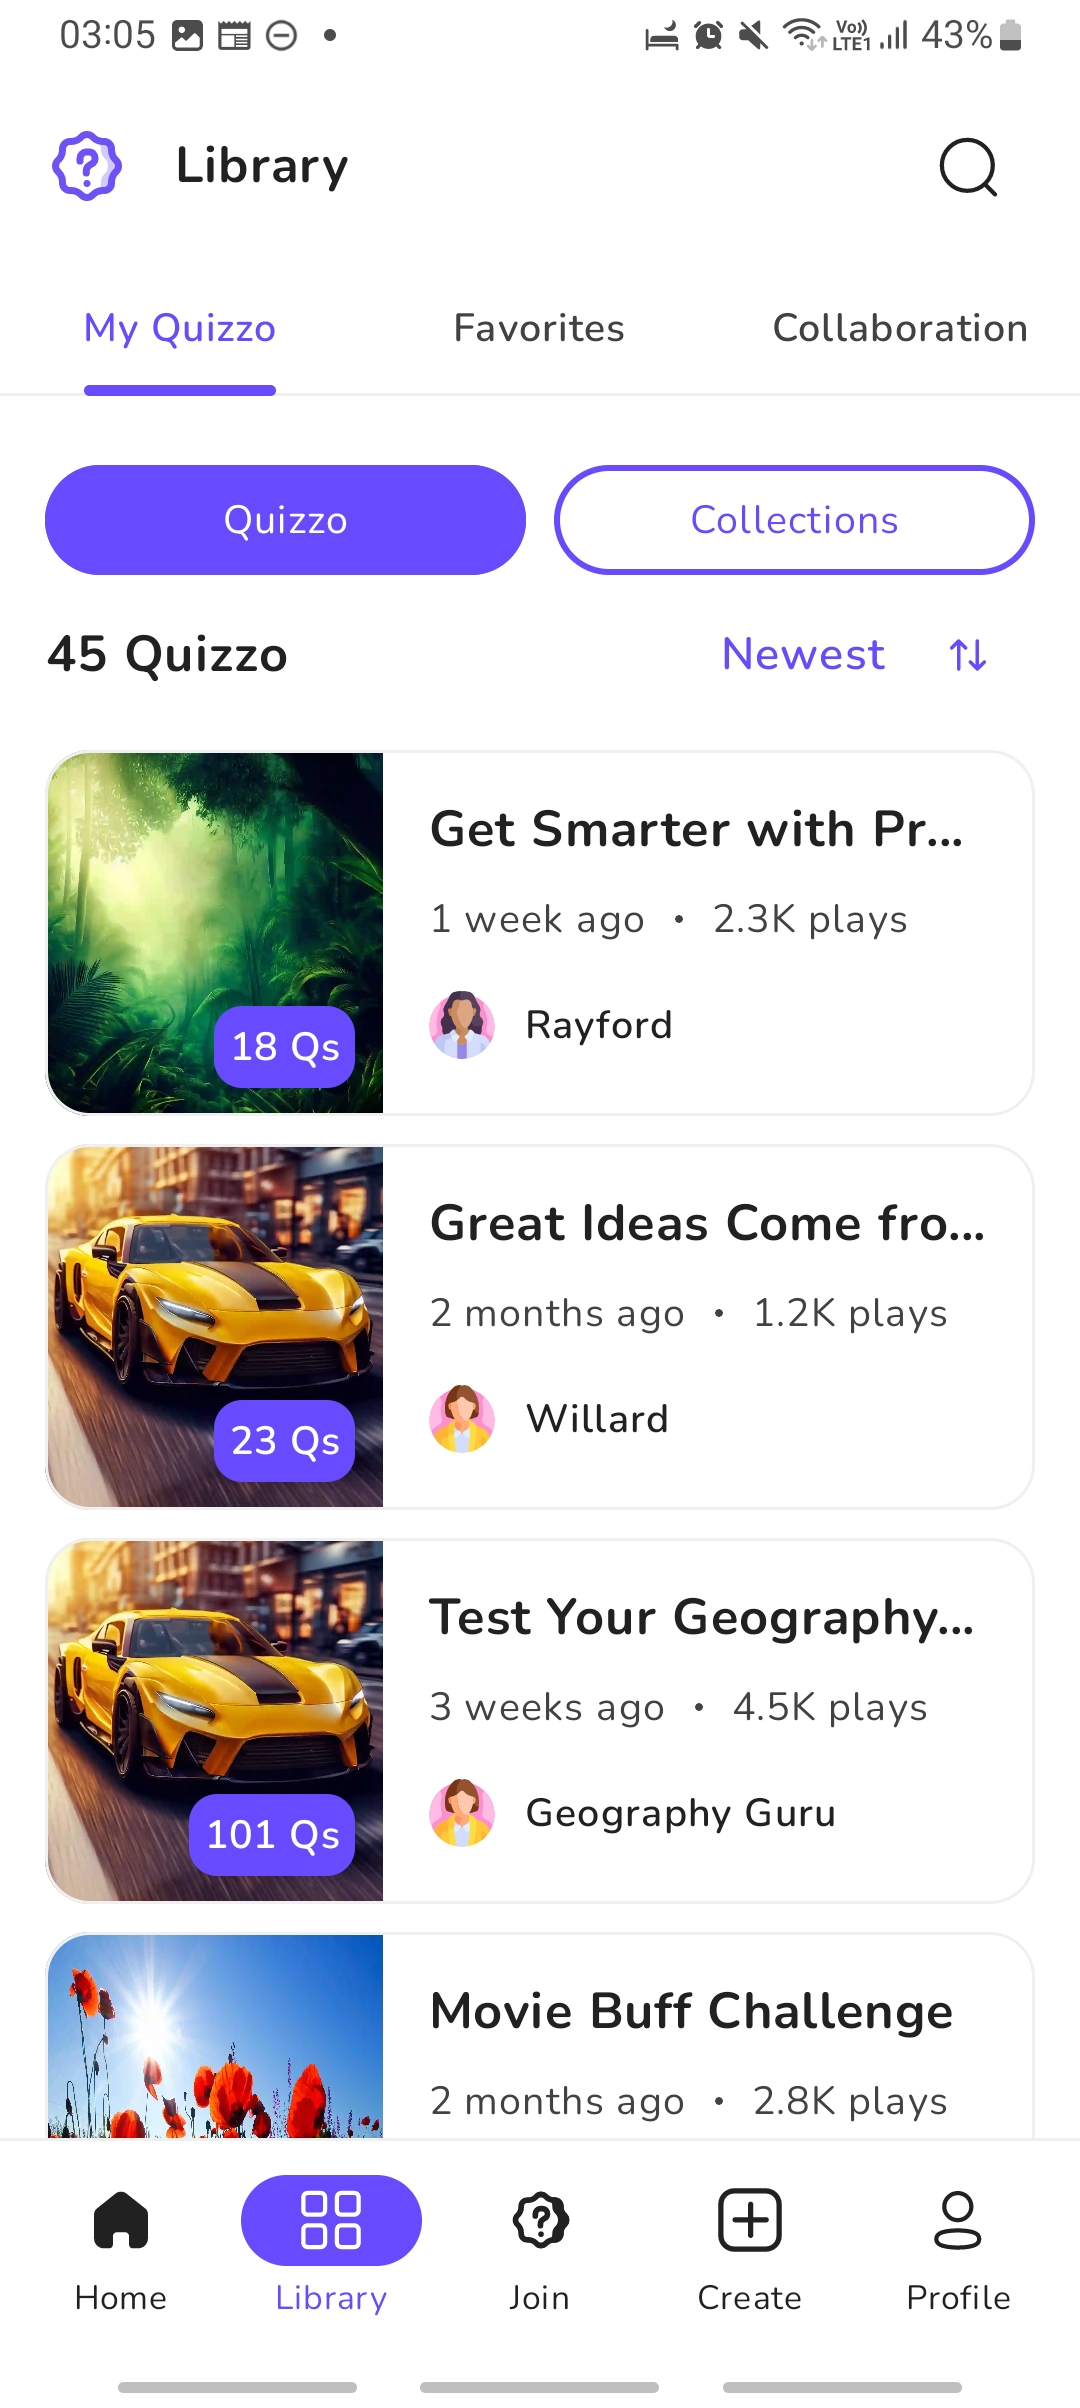 03:05
Vo)) LTE1 43%
Library
My Quizzo Favorites Collaboration
Quizzo Collections
45 Quizzo Newest
Get Smarter with Pr...
1 week ago • 2.3K plays
Rayford
18 Qs
Great Ideas Come fro...
2 months ago • 1.2K plays
Willard
23 Qs
Test Your Geography...
3 weeks ago • 4.5K plays
Geography Guru
101 Qs
Movie Buff Challenge
2 months ago • 2.8K plays
Home Library Join Create Profile